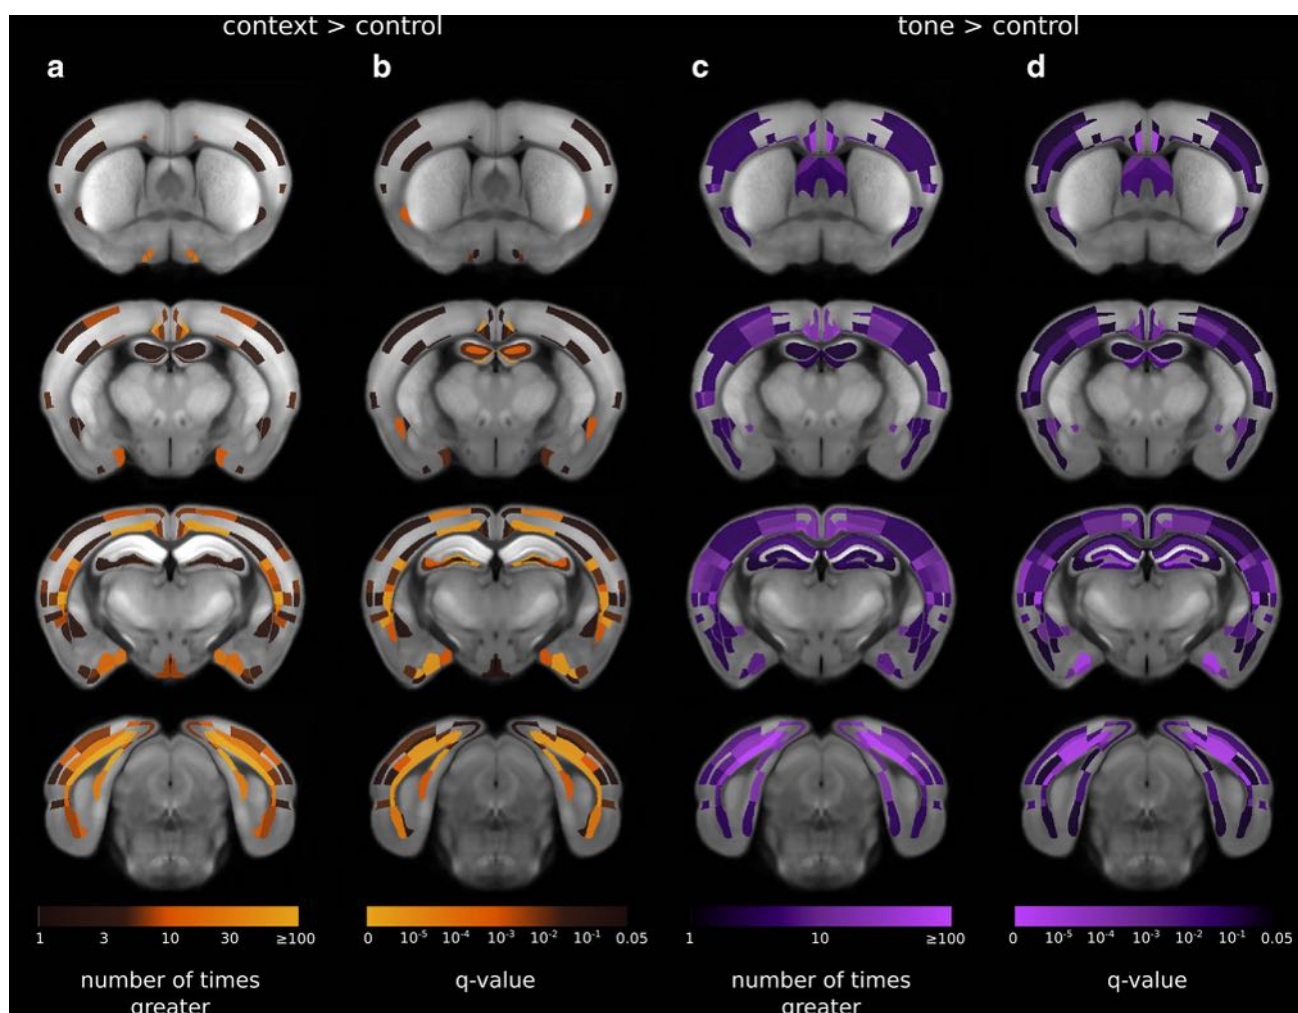 context > control
tone > control
a
b
c
d
1 3 10 30 ≥100
0 10-5 10-4 10-3 10-2 10-1 0.05
1 10 ≥100
0 10-5 10-4 10-3 10-2 10-1 0.05
number of times
greater
q-value
number of times
greater
q-value